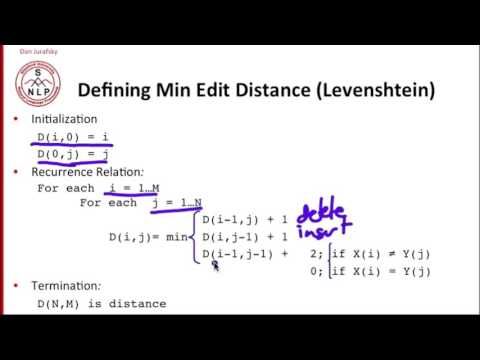 Dan Jurafsky
S
NLP
Defining Min Edit Distance (Levenshtein)
• Initialization
D(i,0) = i
D(0,j) = j
• Recurrence Relation:
For each i = 1…M
For each j = 1…N
D(i-1,j) + 1 delete
D(i,j)= min D(i,j-1) + 1 insert
D(i-1,j-1) + 2; if X(i) ≠ Y(j)
0; if X(i) = Y(j)
• Termination:
D(N,M) is distance